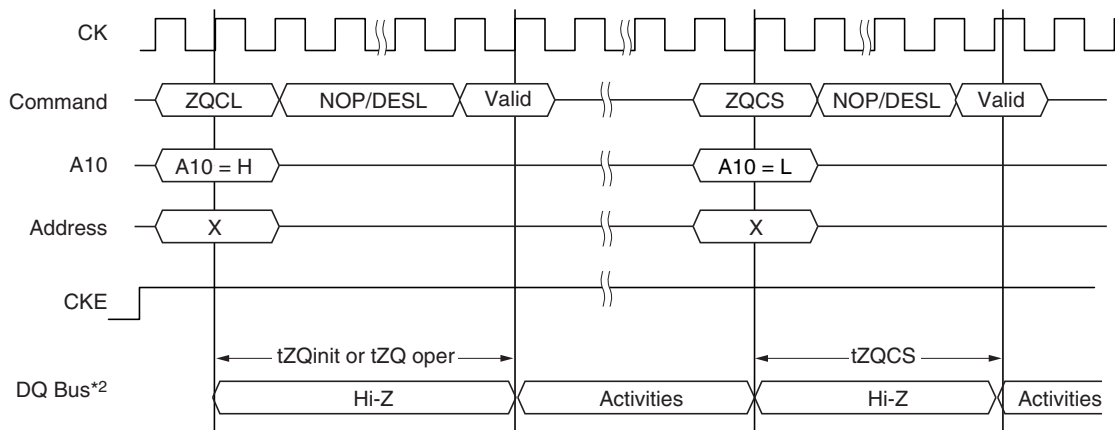 CK
Command ZQCL NOP/DESL Valid ZQCS NOP/DESL Valid
A10 A10 = H A10 = L
Address X X
CKE
tZQinit or tZQ oper tZQCS
DQ Bus*2 Hi-Z Activities Hi-Z Activities